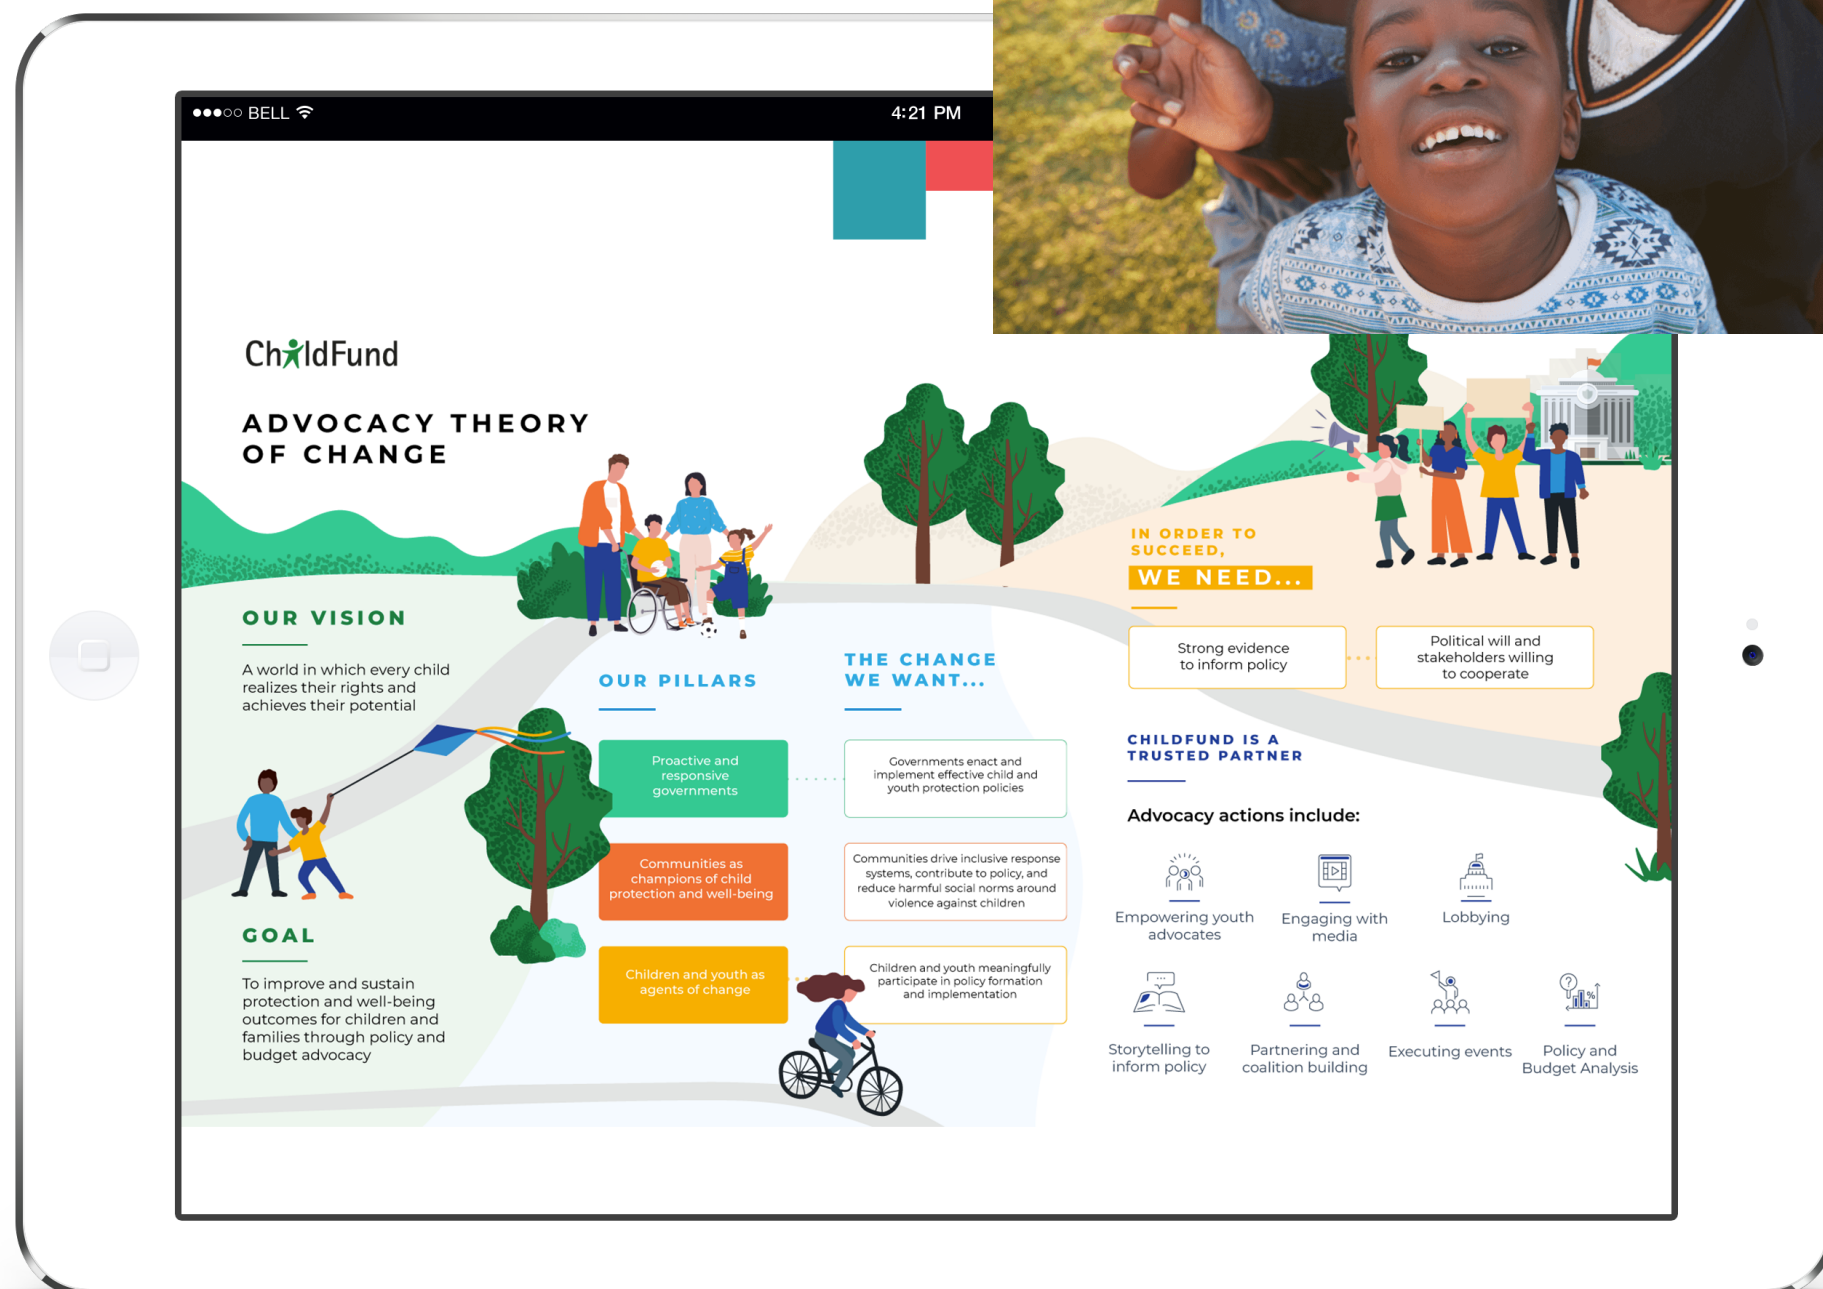 BELL
4:21 PM
ChildFund
ADVOCACY THEORY
OF CHANGE
OUR VISION
A world in which every child
realizes their rights and
achieves their potential
GOAL
To improve and sustain
protection and well-being
outcomes for children and
families through policy and
budget advocacy
OUR PILLARS
Proactive and
responsive
governments
Communities as
champions of child
protection and well-being
Children and youth as
agents of change
THE CHANGE
WE WANT...
Governments enact and
implement effective child and
youth protection policies
Communities drive inclusive response
systems, contribute to policy, and
reduce harmful social norms around
violence against children
Children and youth meaningfully
participate in policy formation
and implementation
IN ORDER TO
SUCCEED,
WE NEED...
Strong evidence
to inform policy
Political will and
stakeholders willing
to cooperate
CHILDFUND IS A
TRUSTED PARTNER
Advocacy actions include:
Empowering youth
advocates
Engaging with
media
Lobbying
Storytelling to
inform policy
Partnering and
coalition building
Executing events
Policy and
Budget Analysis